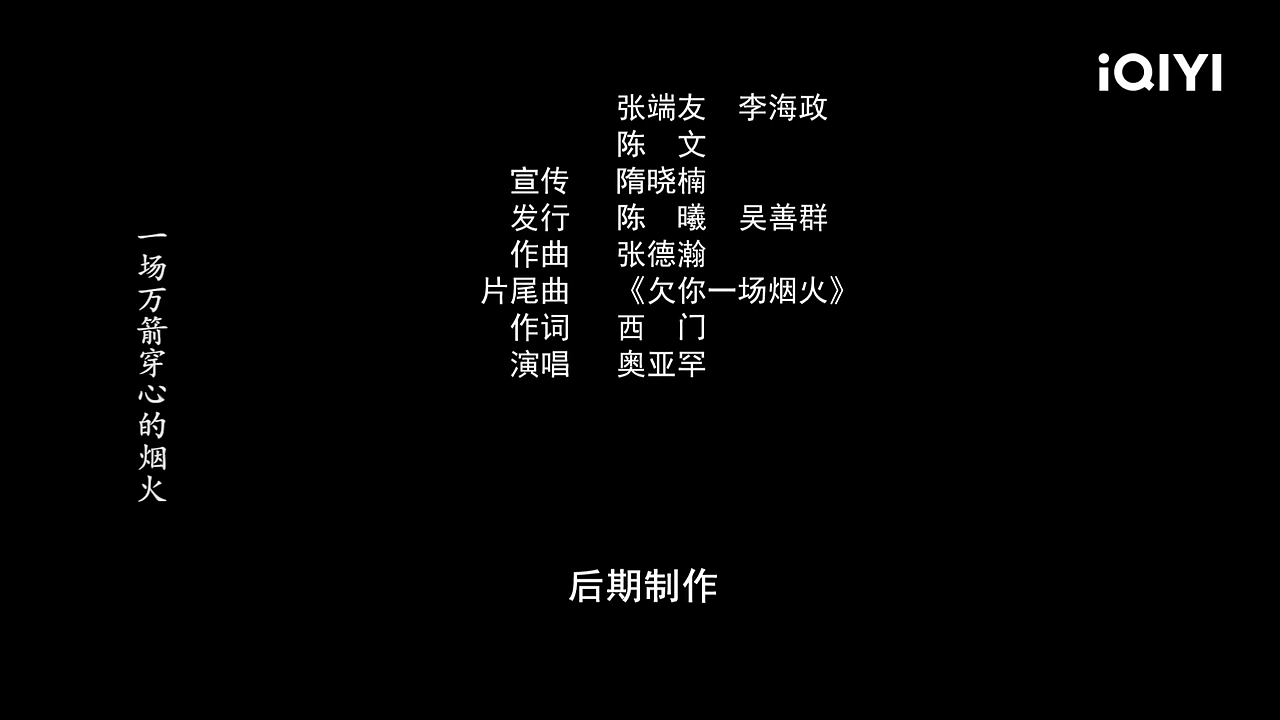 iQIYI
张端友 李海政
陈 文
宣传 隋晓楠
发行 陈 曦 吴善群
作曲 张德瀚
片尾曲 《欠你一场烟火》
作词 西 门
演唱 奥亚罕
一场万箭穿心的烟火
后期制作